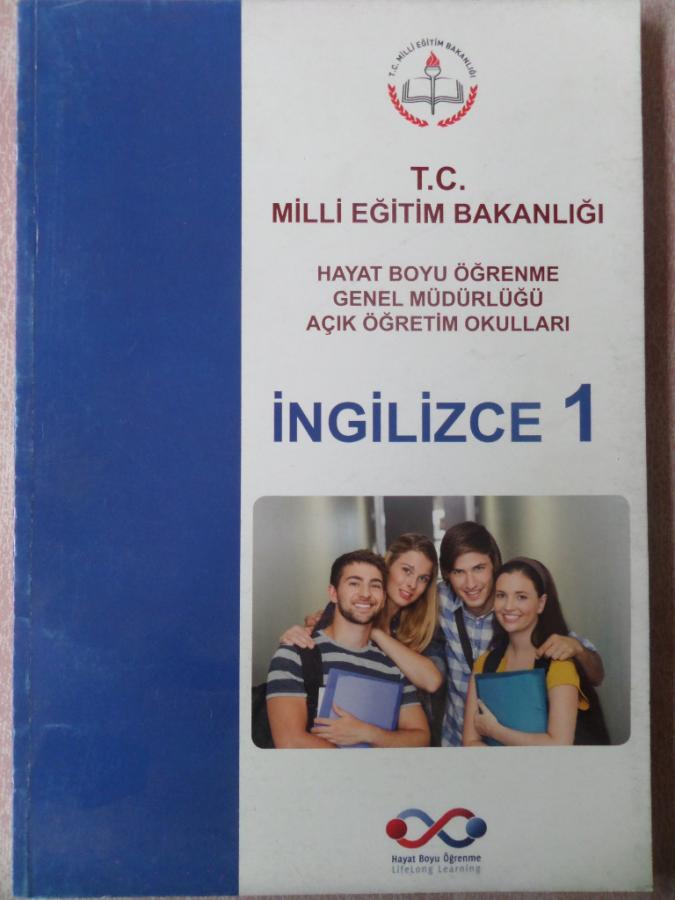 T.C. MİLLİ EĞİTİM BAKANLIĞI
T.C.
MİLLİ EĞİTİM BAKANLIĞI
HAYAT BOYU ÖĞRENME
GENEL MÜDÜRLÜĞÜ
AÇIK ÖĞRETİM OKULLARI
İNGİLİZCE 1
Hayat Boyu Öğrenme
LifeLong Learning